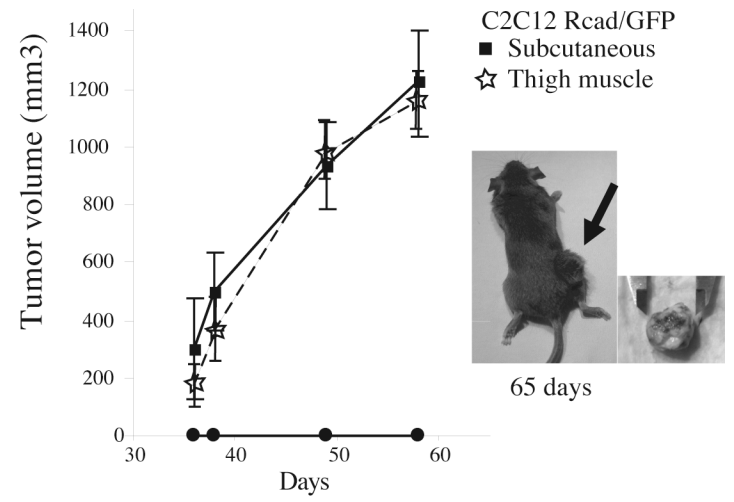 C2C12 Rcad/GFP
Subcutaneous
Thigh muscle
Tumor volume (mm3)
1400
1200
1000
800
600
400
200
0
30
40
50
60
Days
65 days